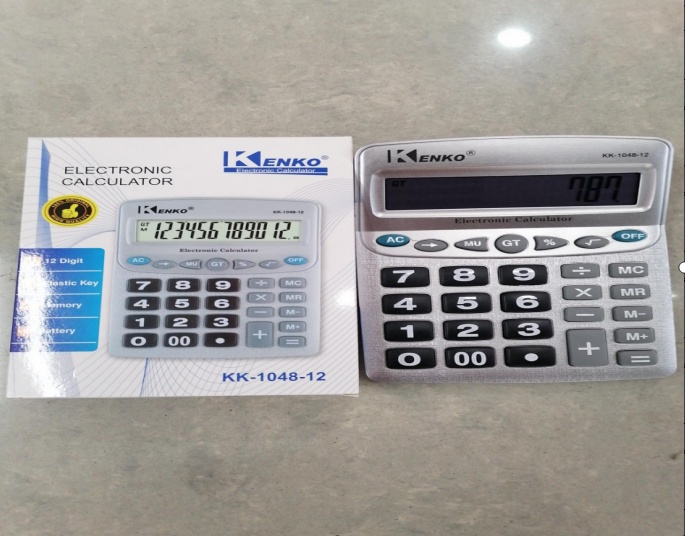 ELECTRONIC
CALCULATOR
KENKO®
Electronic Calculator
KENKO®
KK-1048-12
GT
M
123456789012.
Electronic Calculator
AC → MU GT % √ OFF
7 8 9 ÷ MC
4 5 6 × MR
1 2 3 − M−
0 00 • + M+
=
12 Digit
Plastic Key
Memory
Battery
KK-1048-12
KENKO®
KK-1048-12
GT
787
Electronic Calculator
AC → MU GT % √ OFF
7 8 9 ÷ MC
4 5 6 × MR
1 2 3 − M−
0 00 • + M+
=